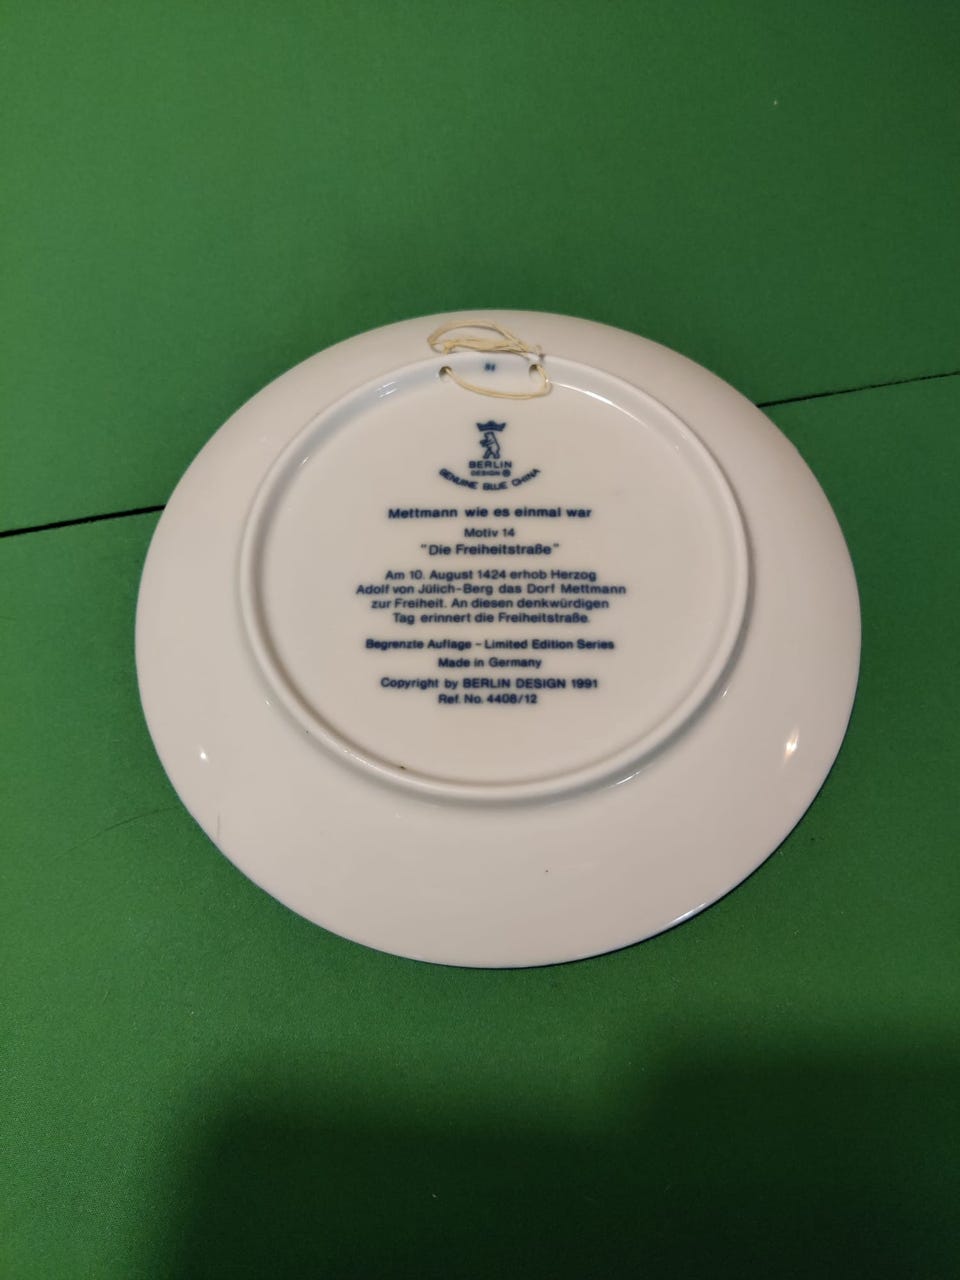 BERLIN
DESIGN ®
GENUINE BLUE CHINA
Mettmann wie es einmal war
Motiv 14
"Die Freiheitstraße"
Am 10. August 1424 erhob Herzog
Adolf von Jülich-Berg das Dorf Mettmann
zur Freiheit. An diesen denkwürdigen
Tag erinnert die Freiheitstraße.
Begrenzte Auflage - Limited Edition Series
Made in Germany
Copyright by BERLIN DESIGN 1991
Ref. No. 4408/12